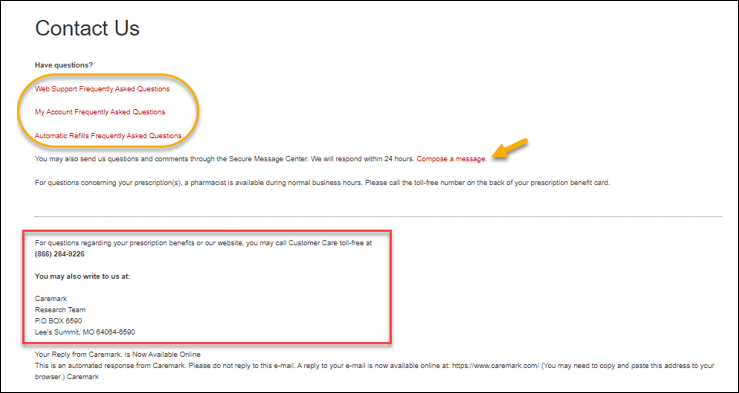 Contact Us
Have questions?
Web Support Frequently Asked Questions
My Account Frequently Asked Questions
Automatic Refills Frequently Asked Questions
You may also send us questions and comments through the Secure Message Center. We will respond within 24 hours. Compose a message.
For questions concerning your prescription(s), a pharmacist is available during normal business hours. Please call the toll-free number on the back of your prescription benefit card.
For questions regarding your prescription benefits or our website, you may call Customer Care toll-free at
(866) 284-9226
You may also write to us at:
Caremark
Research Team
P.O BOX 6590
Lee's Summit, MO 64064-6590
Your Reply from Caremark. Is Now Available Online
This is an automated response from Caremark. Please do not reply to this e-mail. A reply to your e-mail is now available online at: https://www.caremark.com/ (You may need to copy and paste this address to your
browser.) Caremark